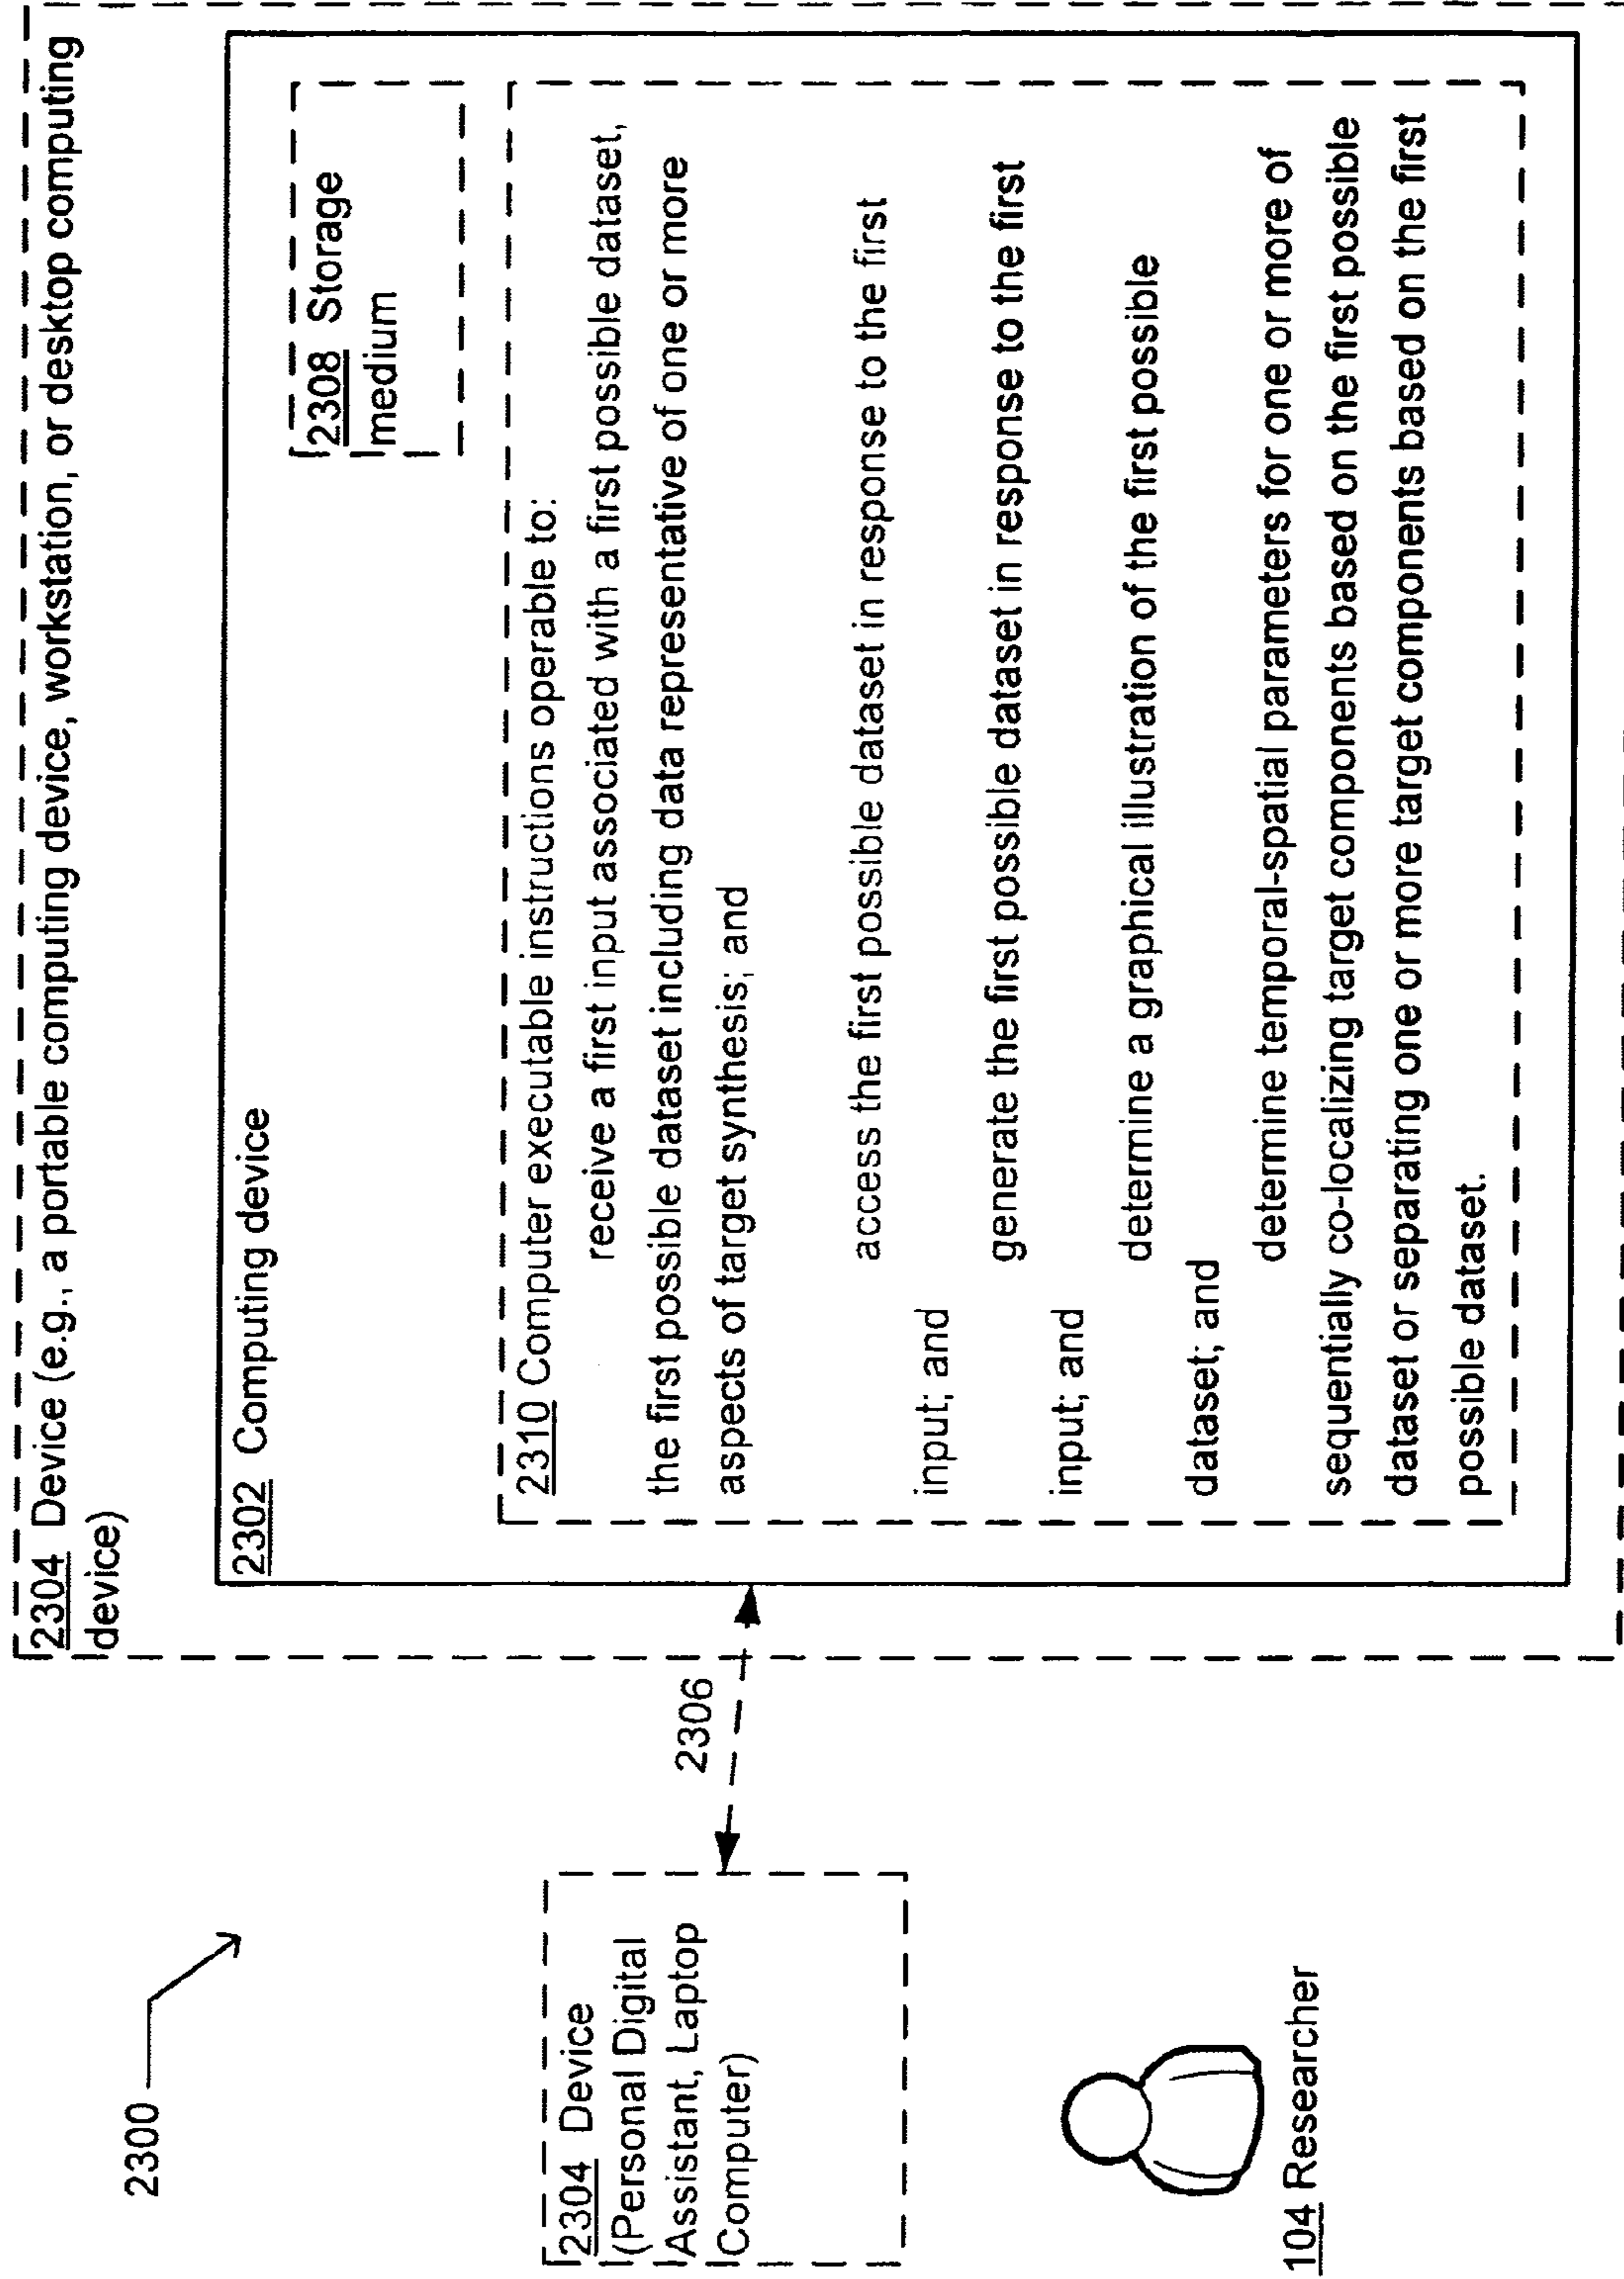 2300
2304 Device (e.g., a portable computing device, workstation, or desktop computing
device)
2302 Computing device
2308 Storage
medium
2310 Computer executable instructions operable to:
receive a first input associated with a first possible dataset,
the first possible dataset including data representative of one or more
aspects of target synthesis; and
access the first possible dataset in response to the first
input; and
generate the first possible dataset in response to the first
input; and
determine a graphical illustration of the first possible
dataset; and
determine temporal-spatial parameters for one or more of
sequentially co-localizing target components based on the first possible
dataset or separating one or more target components based on the first
possible dataset.
2306
2304 Device
(Personal Digital
Assistant, Laptop
Computer)
104 Researcher